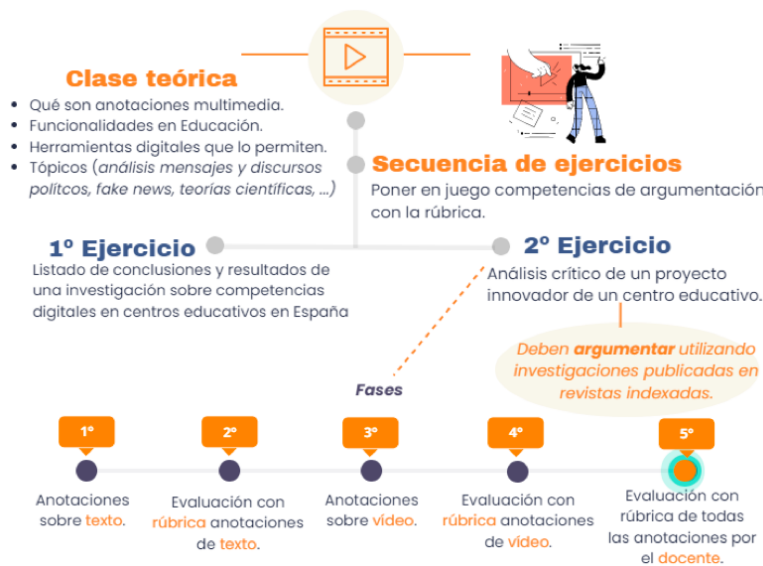 Clase teórica
• Qué son anotaciones multimedia.
• Funcionalidades en Educación.
• Herramientas digitales que lo permiten.
• Tópicos (análisis mensajes y discursos
polítcos, fake news, teorías científicas, ...)
Secuencia de ejercicios
Poner en juego competencias de argumentación
con la rúbrica.
1º Ejercicio
Listado de conclusiones y resultados de
una investigación sobre competencias
digitales en centros educativos en España
2º Ejercicio
Análisis crítico de un proyecto
innovador de un centro educativo.
Deben argumentar utilizando
investigaciones publicadas en
revistas indexadas.
Fases
1º
Anotaciones
sobre texto.
2º
Evaluación con
rúbrica anotaciones
de texto.
3º
Anotaciones
sobre vídeo.
4º
Evaluación con
rúbrica anotaciones
de vídeo.
5º
Evaluación con
rúbrica de todas
las anotaciones por
el docente.